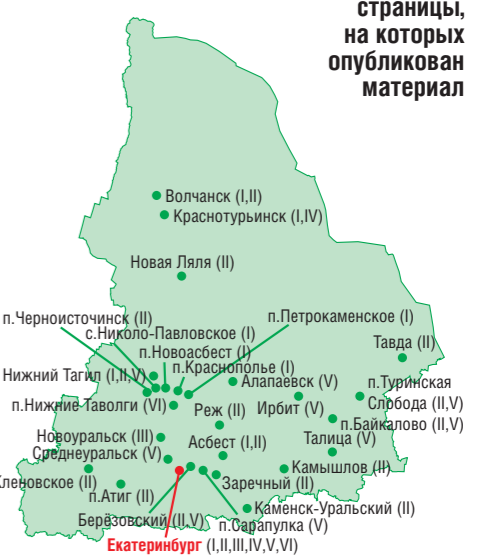 страницы,
на которых
опубликован
материал
Волчанск (I,II)
Краснотурьинск (I,IV)
Новая Ляля (II)
п.Черноисточинск (II)
п.Петрокаменское (I)
с.Николо-Павловское (I)
Тавда (II)
п.Новоасбест (I)
п.Краснополье (I)
Нижний Тагил (I,II,V)
Алапаевск (V)
п.Туринская
Слобода (II,V)
п.Нижние Таволги (VI)
Реж (II)
Ирбит (V)
п.Байкалово (II,V)
Новоуральск (III)
Асбест (I,II)
Талица (V)
Среднеуральск (V)
Камышлов (II)
Кленовское (II)
Заречный (II)
п.Атиг (II)
Каменск-Уральский (II)
Берёзовский (II,V)
п.Сарапулка (V)
Екатеринбург (I,II,III,IV,V,VI)